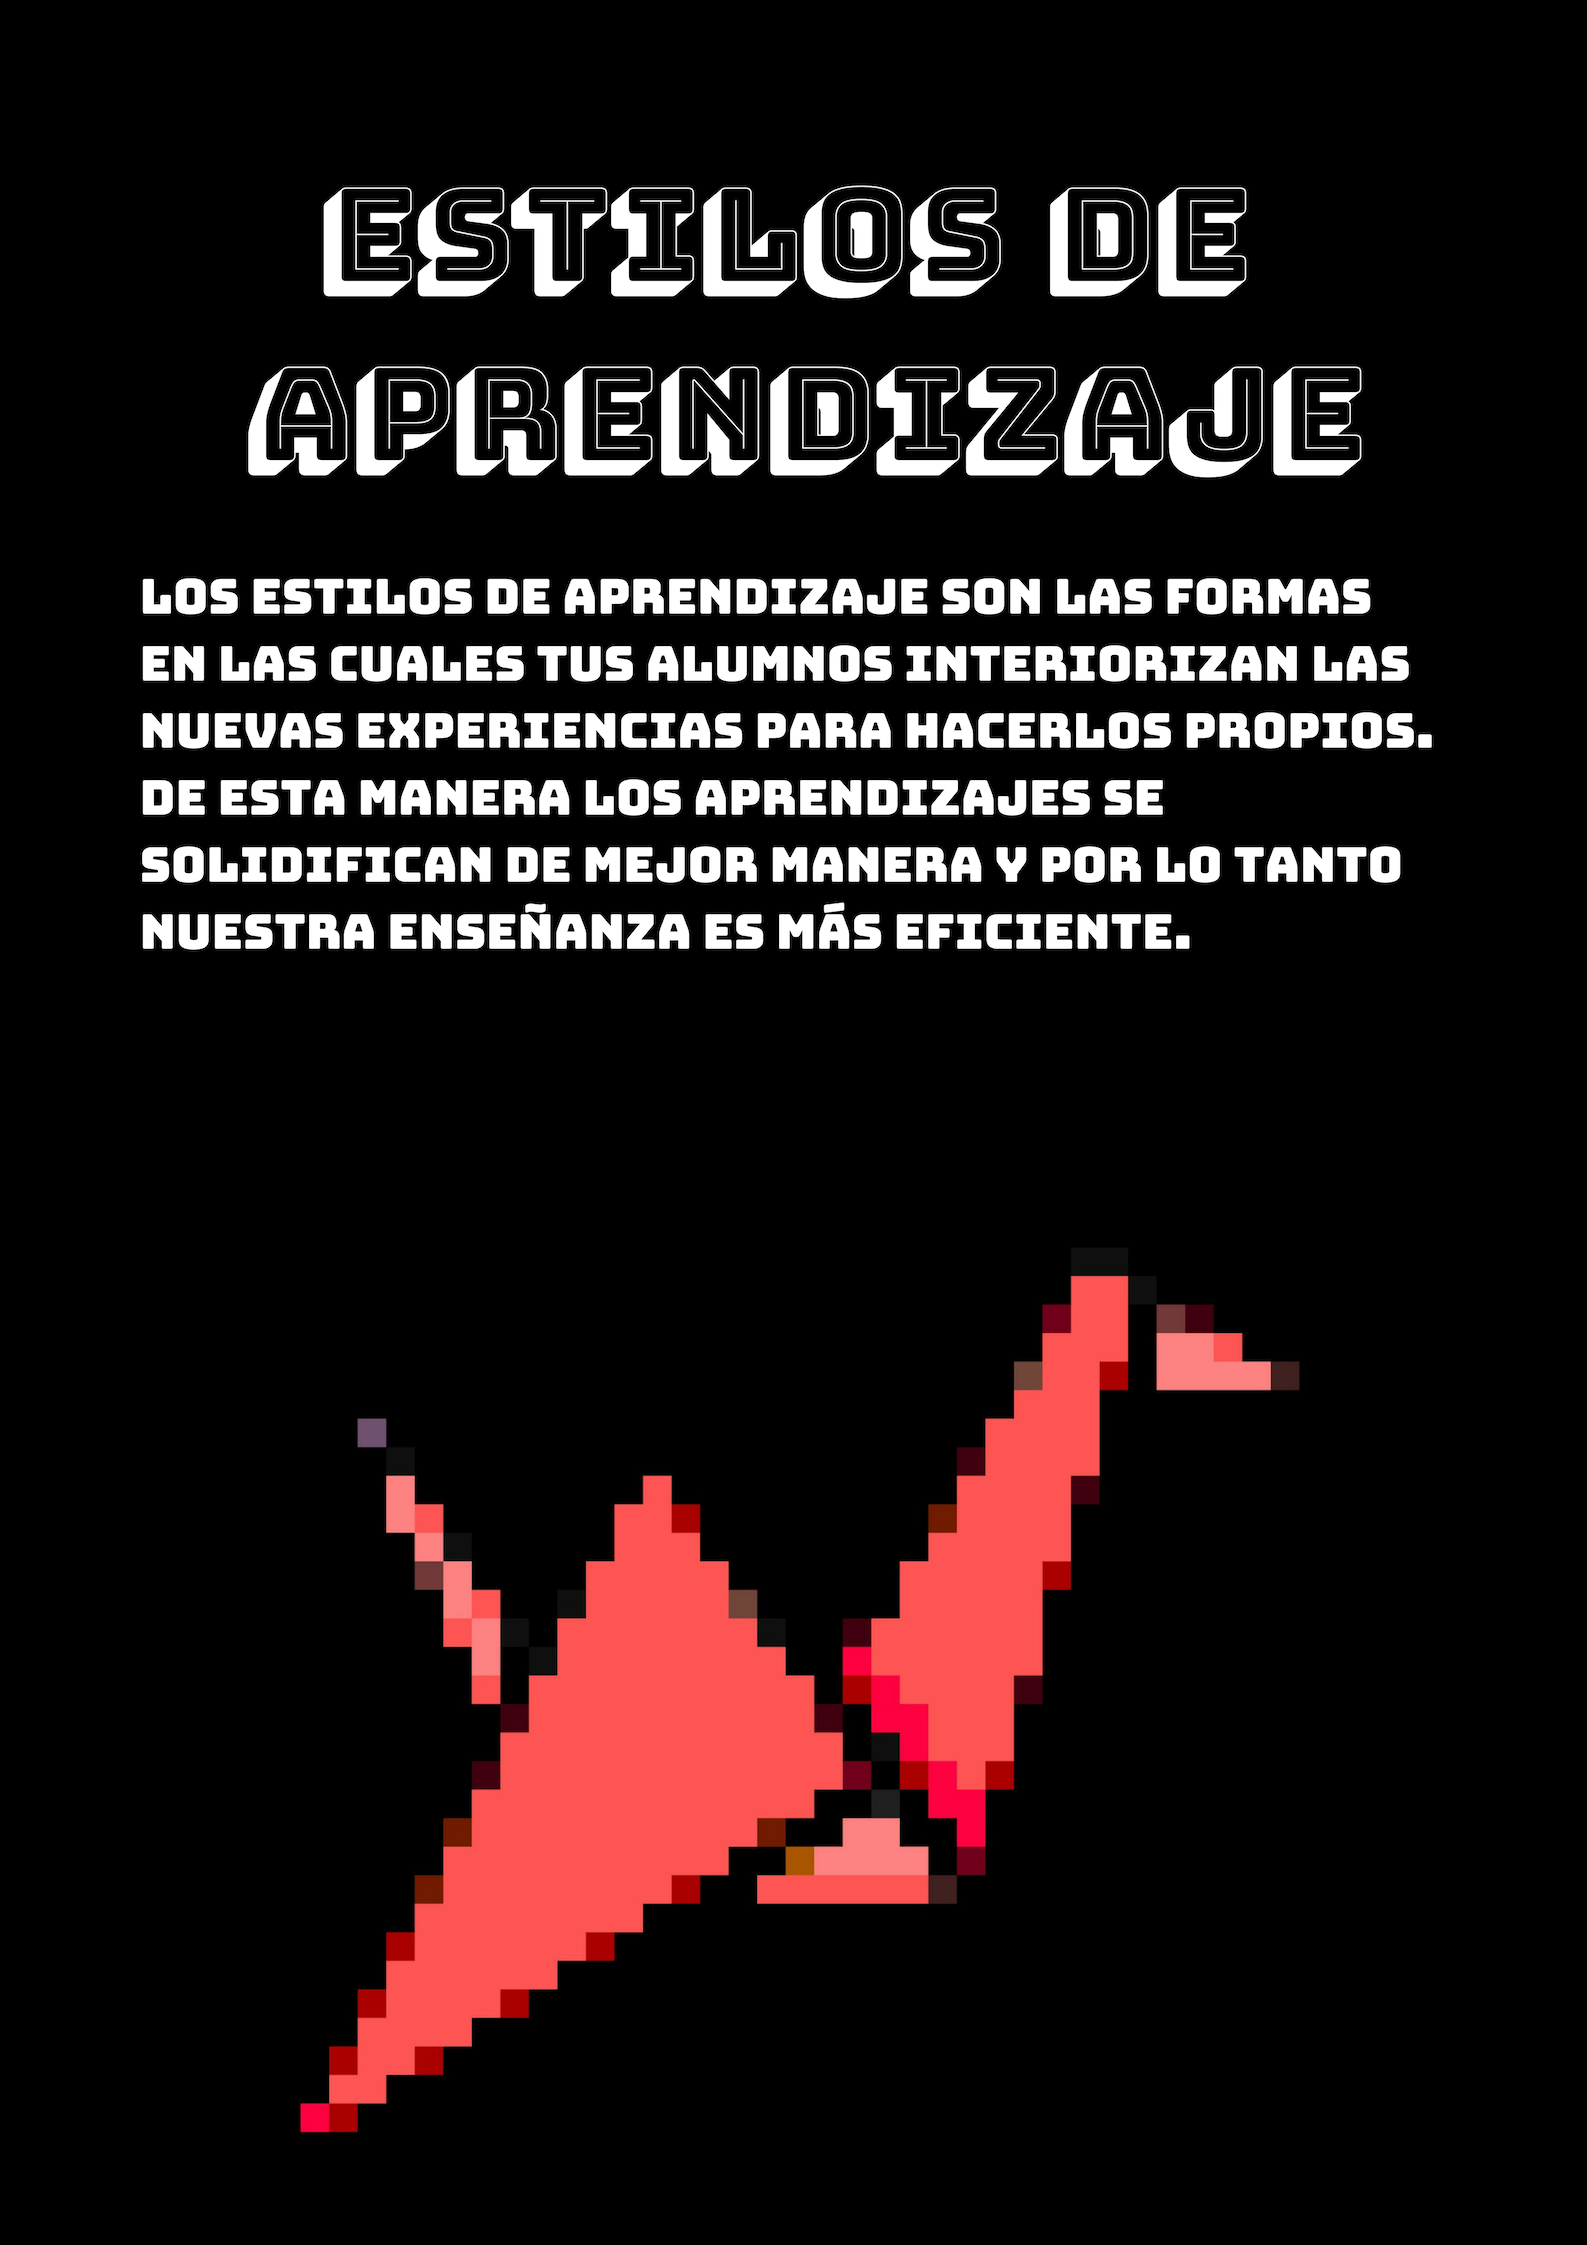 ESTILOS DE
APRENDIZAJE
LOS ESTILOS DE APRENDIZAJE SON LAS FORMAS
EN LAS CUALES TUS ALUMNOS INTERIORIZAN LAS
NUEVAS EXPERIENCIAS PARA HACERLOS PROPIOS.
DE ESTA MANERA LOS APRENDIZAJES SE
SOLIDIFICAN DE MEJOR MANERA Y POR LO TANTO
NUESTRA ENSEÑANZA ES MÁS EFICIENTE.